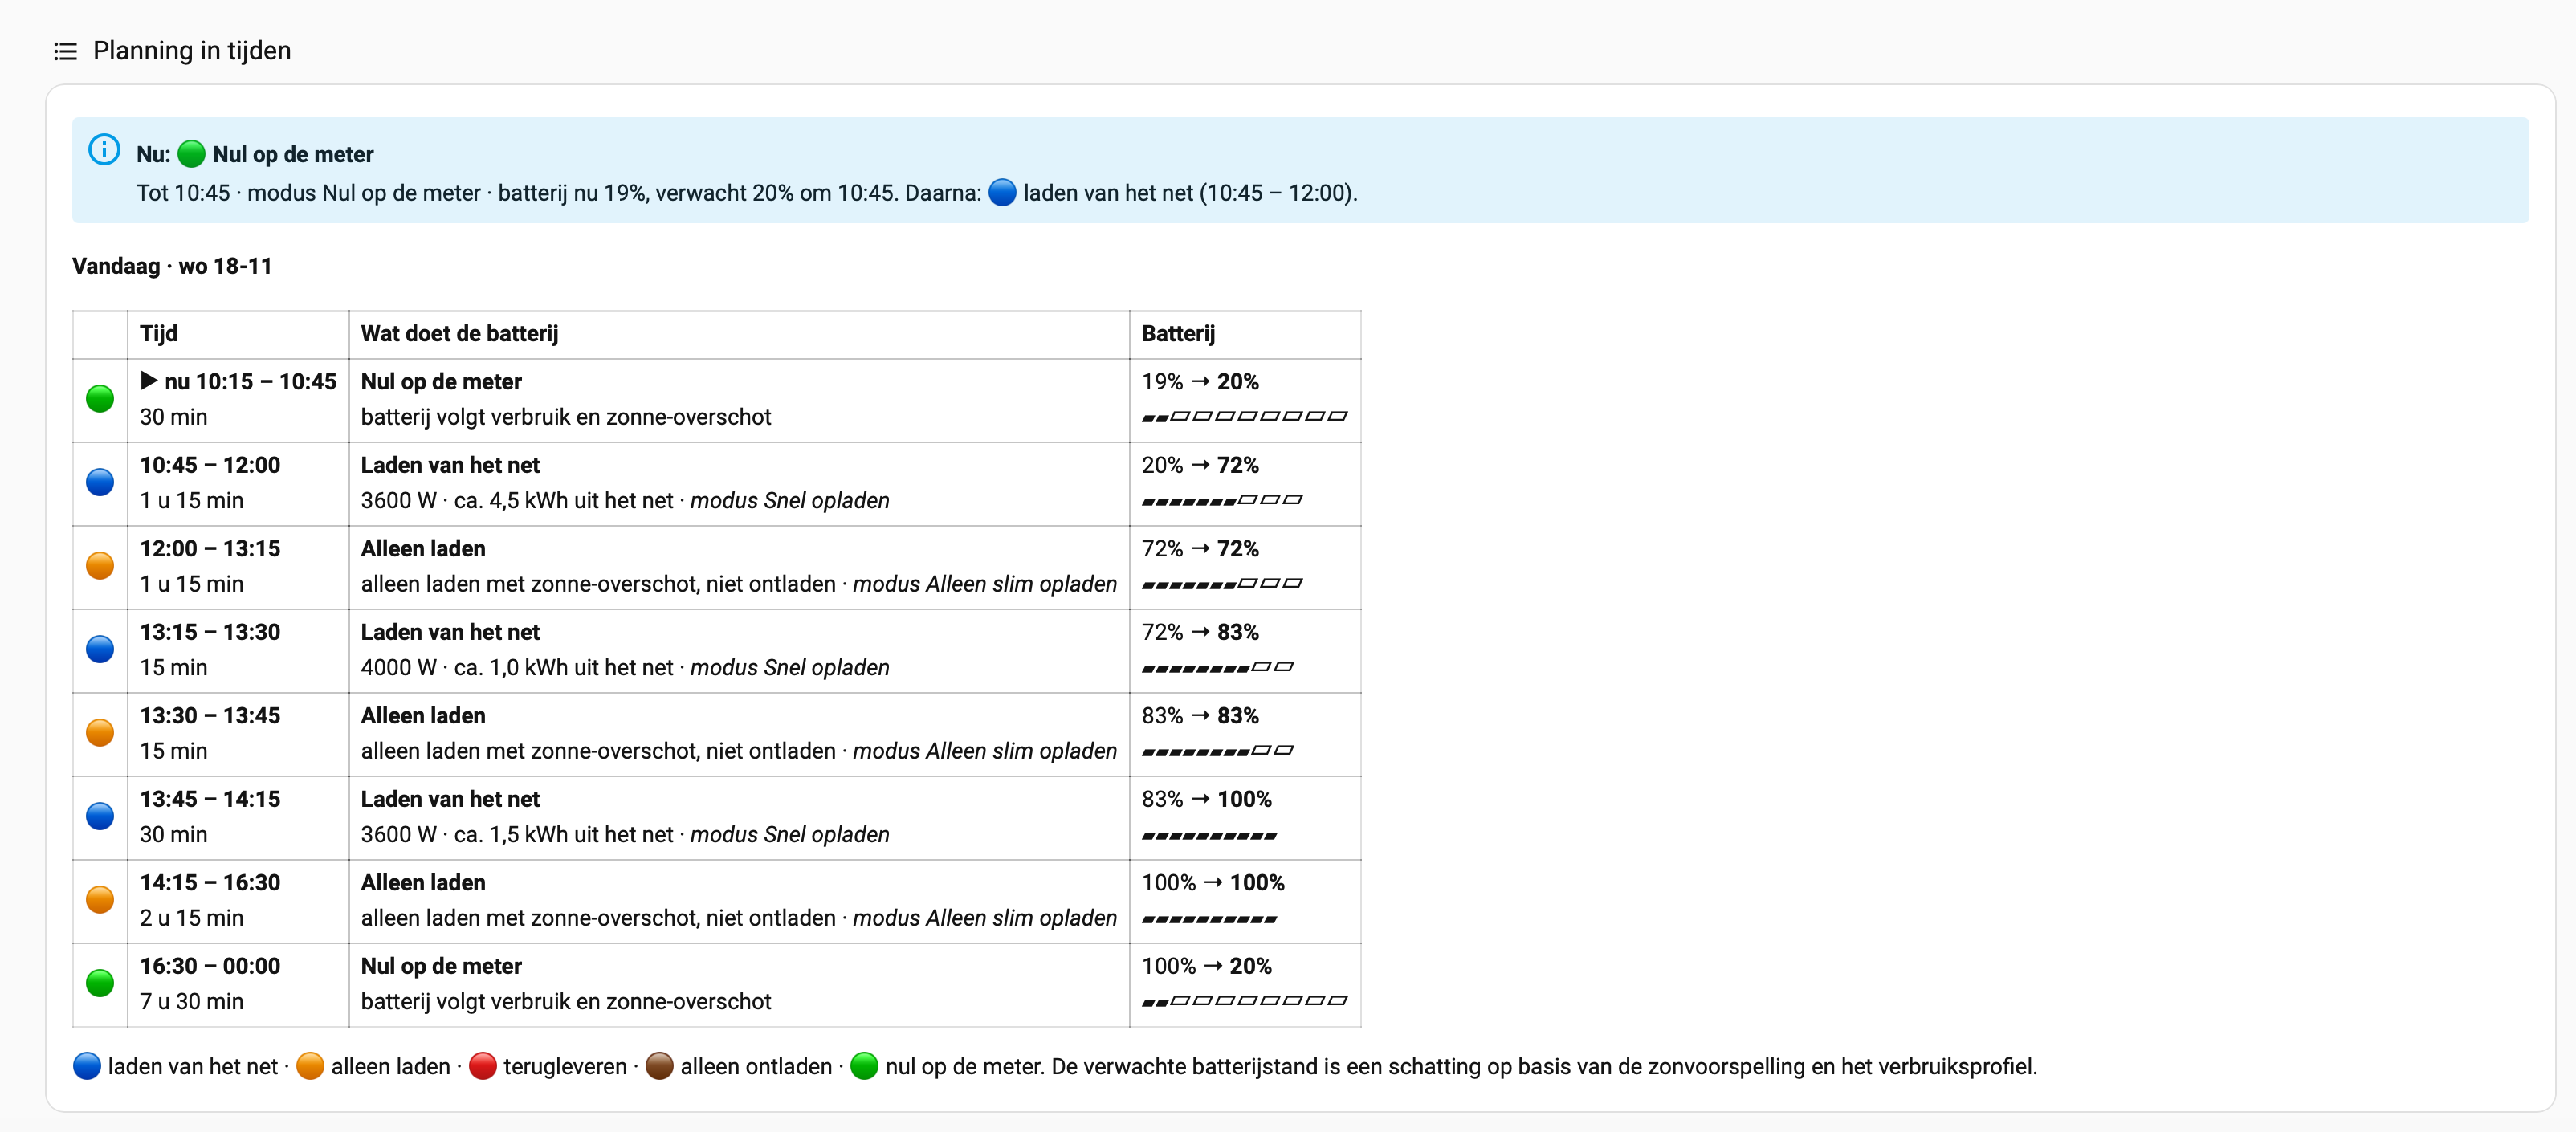 Planning in tijden
Nu: 🟢 Nul op de meter
Tot 10:45 · modus Nul op de meter · batterij nu 19%, verwacht 20% om 10:45. Daarna: 🔵 laden van het net (10:45 – 12:00).
Vandaag · wo 18-11
Tijd Wat doet de batterij Batterij
▶ nu 10:15 – 10:45 Nul op de meter 19% → 20%
30 min batterij volgt verbruik en zonne-overschot ▰▰▱▱▱▱▱▱▱▱
10:45 – 12:00 Laden van het net 20% → 72%
1 u 15 min 3600 W · ca. 4,5 kWh uit het net · modus Snel opladen ▰▰▰▰▰▰▰▱▱▱
12:00 – 13:15 Alleen laden 72% → 72%
1 u 15 min alleen laden met zonne-overschot, niet ontladen · modus Alleen slim opladen ▰▰▰▰▰▰▰▱▱▱
13:15 – 13:30 Laden van het net 72% → 83%
15 min 4000 W · ca. 1,0 kWh uit het net · modus Snel opladen ▰▰▰▰▰▰▰▰▱▱
13:30 – 13:45 Alleen laden 83% → 83%
15 min alleen laden met zonne-overschot, niet ontladen · modus Alleen slim opladen ▰▰▰▰▰▰▰▰▱▱
13:45 – 14:15 Laden van het net 83% → 100%
30 min 3600 W · ca. 1,5 kWh uit het net · modus Snel opladen ▰▰▰▰▰▰▰▰▰▰
14:15 – 16:30 Alleen laden 100% → 100%
2 u 15 min alleen laden met zonne-overschot, niet ontladen · modus Alleen slim opladen ▰▰▰▰▰▰▰▰▰▰
16:30 – 00:00 Nul op de meter 100% → 20%
7 u 30 min batterij volgt verbruik en zonne-overschot ▰▰▱▱▱▱▱▱▱▱
🔵 laden van het net · 🟠 alleen laden · 🔴 terugleveren · 🟤 alleen ontladen · 🟢 nul op de meter. De verwachte batterijstand is een schatting op basis van de zonvoorspelling en het verbruiksprofiel.